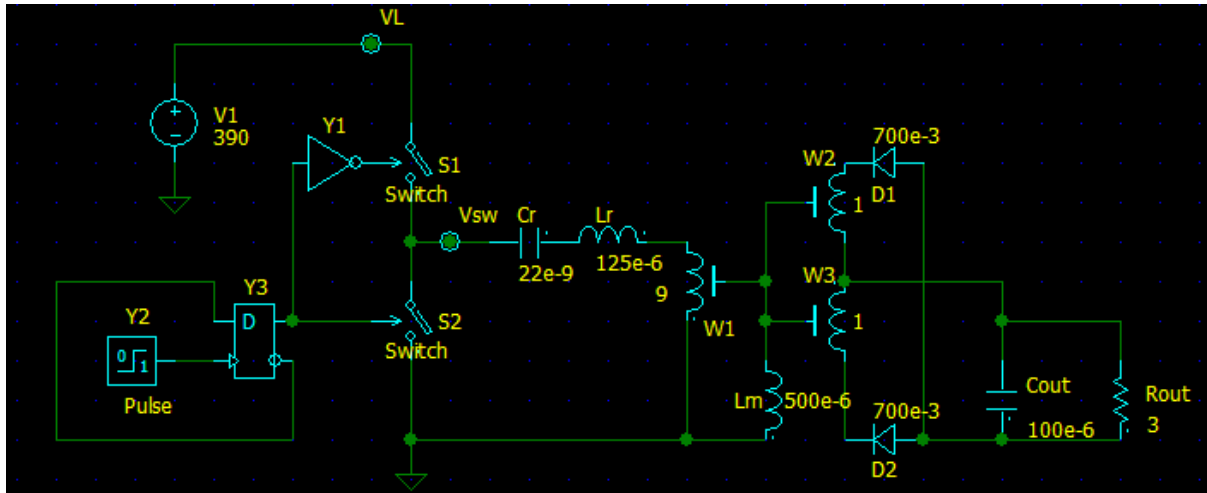 VL
V1
390
Y1
S1
Switch
Vsw
Cr
Lr
22e-9
125e-6
9
W1
W2
1
700e-3
D1
W3
1
Y2
0 1
Pulse
Y3
D
S2
Switch
Lm
500e-6
700e-3
D2
Cout
100e-6
Rout
3